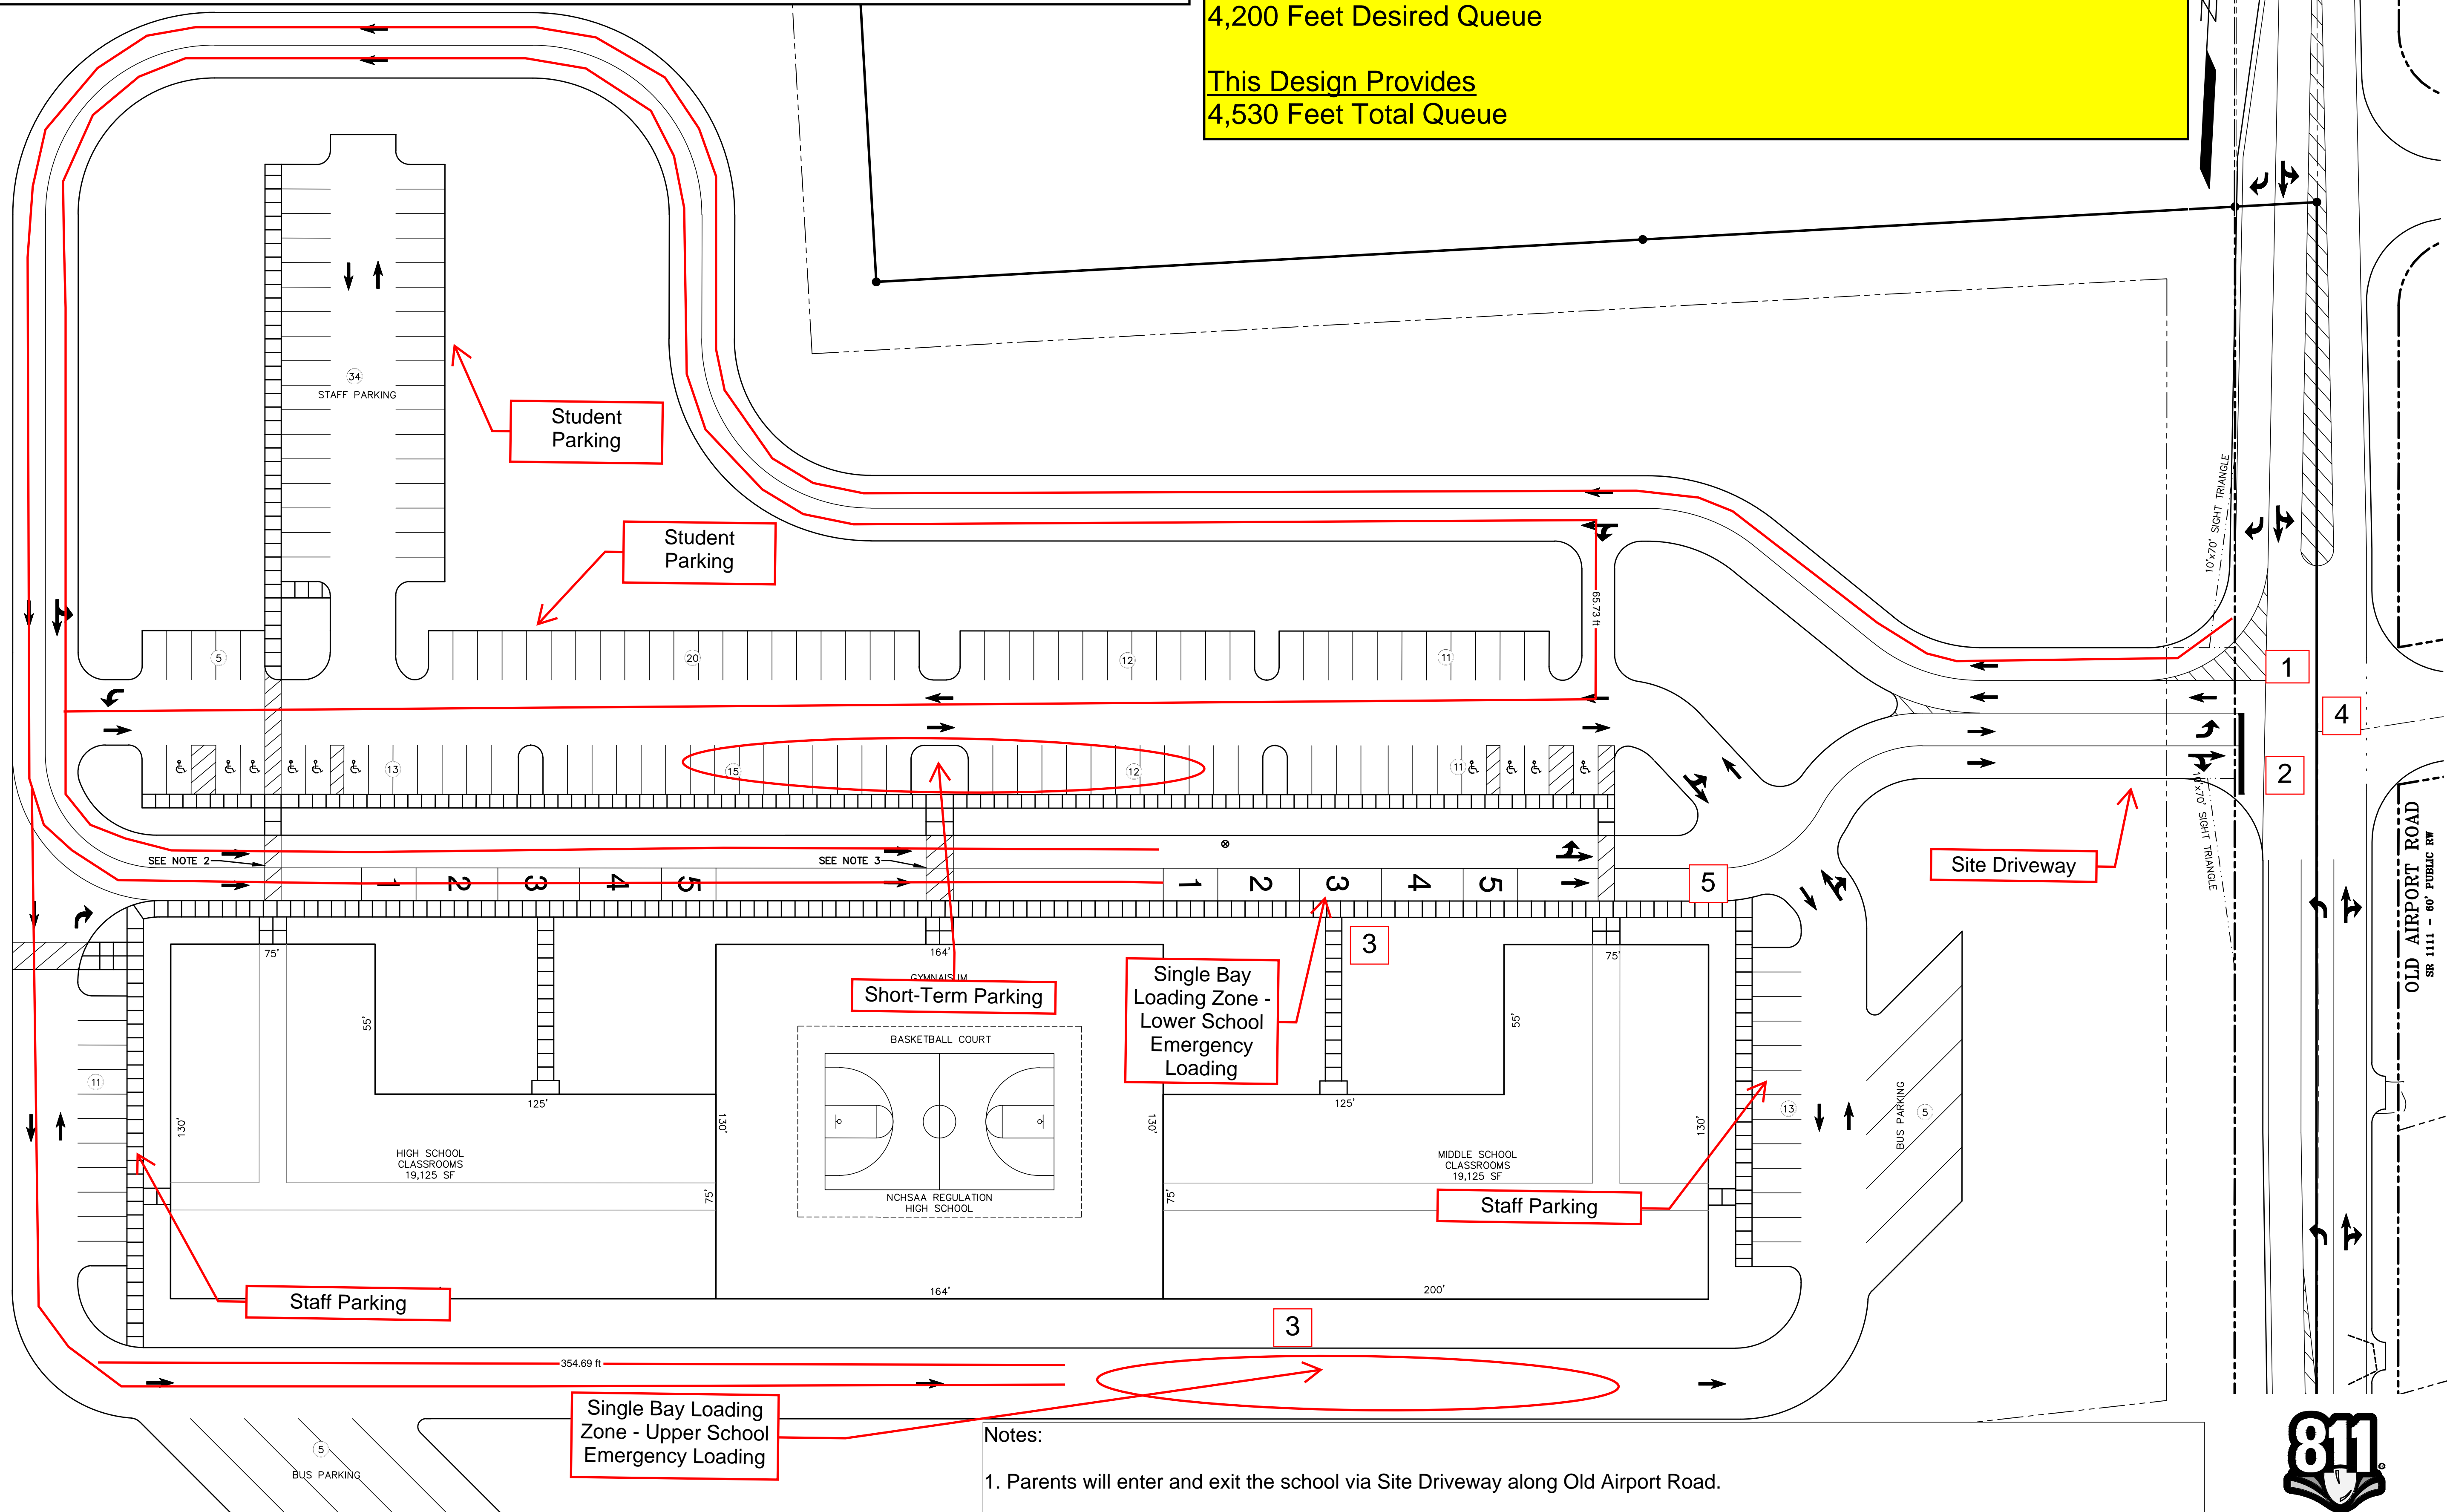 4,200 Feet Desired Queue
This Design Provides
4,530 Feet Total Queue
34
STAFF PARKING
Student
Parking
Student
Parking
10'x70' SIGHT TRIANGLE
65.73 ft
5
20
12
11
1
4
2
13
15
12
11
10'x70' SIGHT TRIANGLE
Site Driveway
OLD AIRPORT ROAD
SR 1111 - 60' PUBLIC RW
SEE NOTE 2
SEE NOTE 3
1
2
3
4
5
1
2
3
4
5
5
3
75'
164'
75'
GYMNAISUM
Short-Term Parking
Single Bay
Loading Zone -
Lower School
Emergency
Loading
55'
55'
BASKETBALL COURT
11
125'
125'
130'
130'
130'
130'
13
BUS PARKING
5
HIGH SCHOOL
CLASSROOMS
19,125 SF
MIDDLE SCHOOL
CLASSROOMS
19,125 SF
NCHSAA REGULATION
HIGH SCHOOL
75'
75'
Staff Parking
Staff Parking
164'
200'
3
354.69 ft
Single Bay Loading
Zone - Upper School
Emergency Loading
5
BUS PARKING
Notes:
1. Parents will enter and exit the school via Site Driveway along Old Airport Road.
811